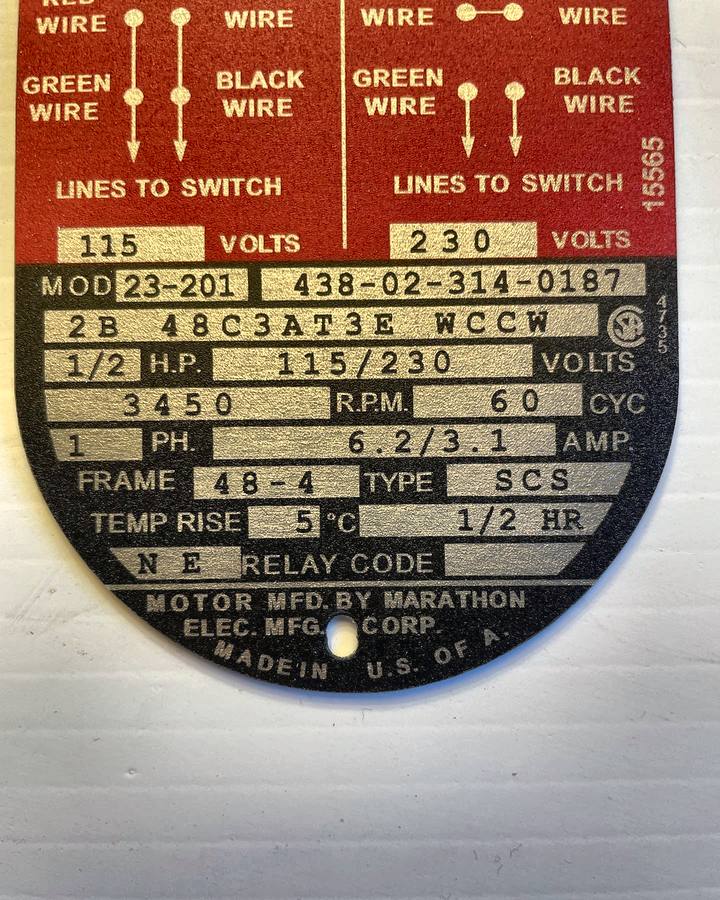 RED
WIRE WIRE WIRE WIRE
GREEN WIRE BLACK WIRE GREEN WIRE BLACK WIRE
LINES TO SWITCH LINES TO SWITCH
15565
115 VOLTS 230 VOLTS
MOD 23-201 438-02-314-0187
2B 48C3AT3E WCCW SA 4735
1/2 H.P. 115/230 VOLTS
3450 R.P.M. 60 CYC
1 PH. 6.2/3.1 AMP.
FRAME 48-4 TYPE SCS
TEMP RISE 5 °C 1/2 HR
NE RELAY CODE
MOTOR MFD. BY MARATHON
ELEC. MFG. CORP.
MADE IN U.S. OF A.